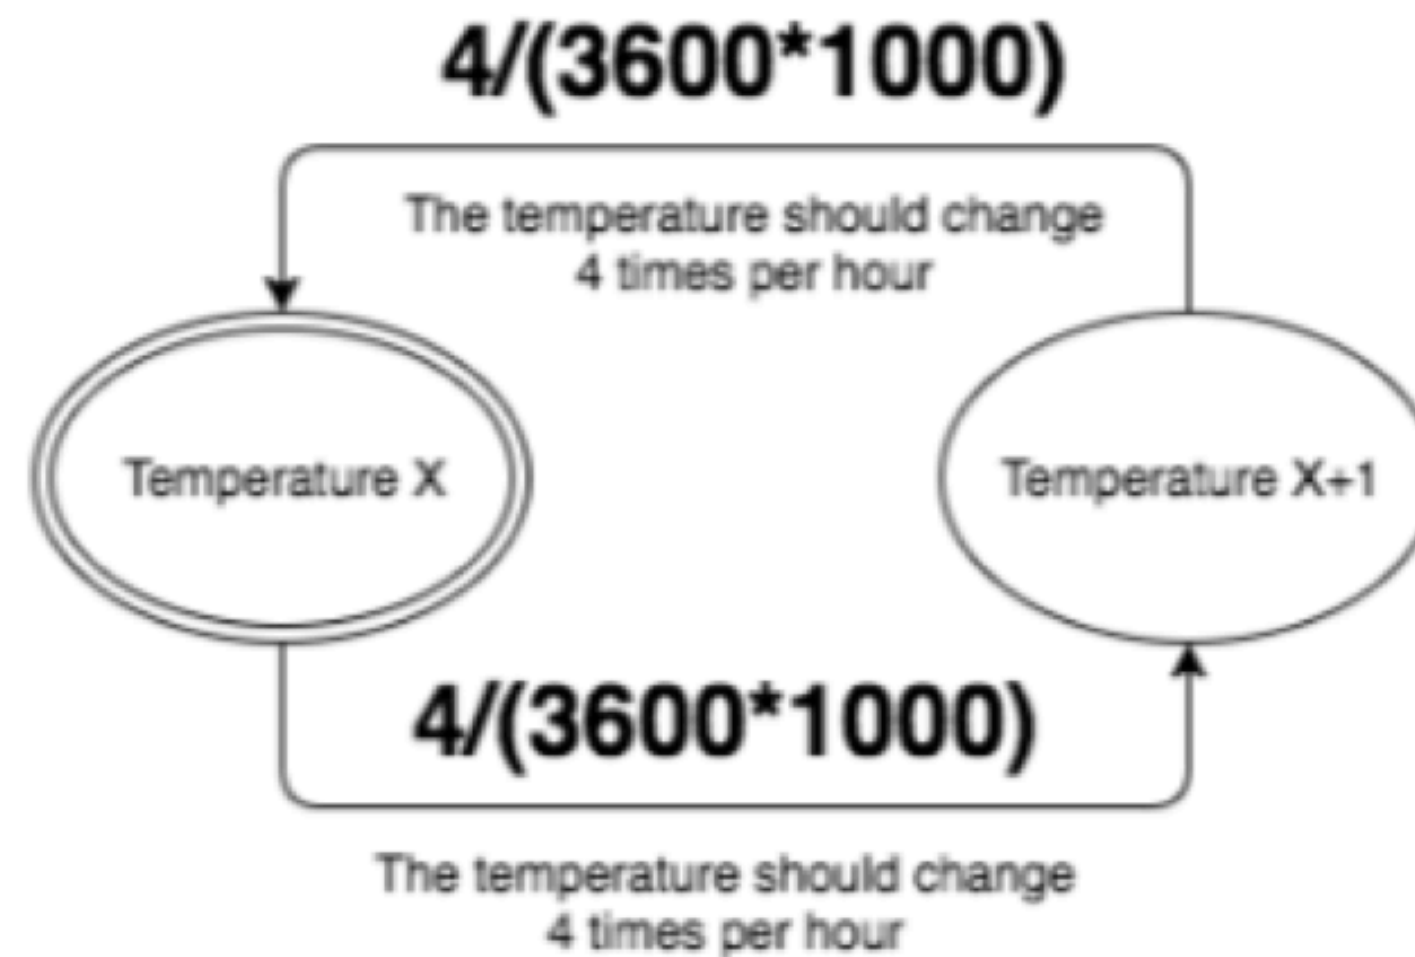 4/(3600*1000)
The temperature should change
4 times per hour
Temperature X
Temperature X+1
4/(3600*1000)
The temperature should change
4 times per hour